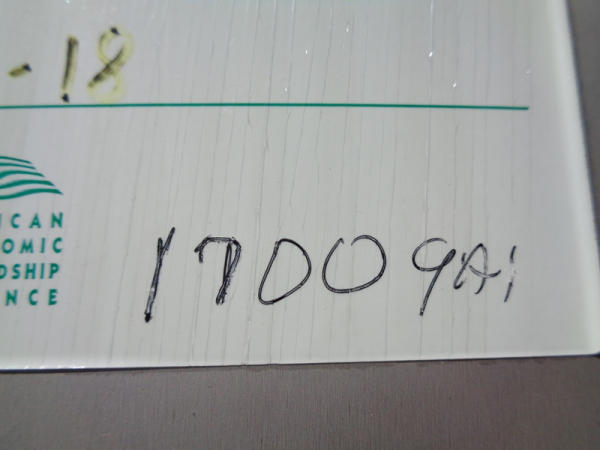 -18
ICAN
OMIC
DSHIP
NCE
17009A1